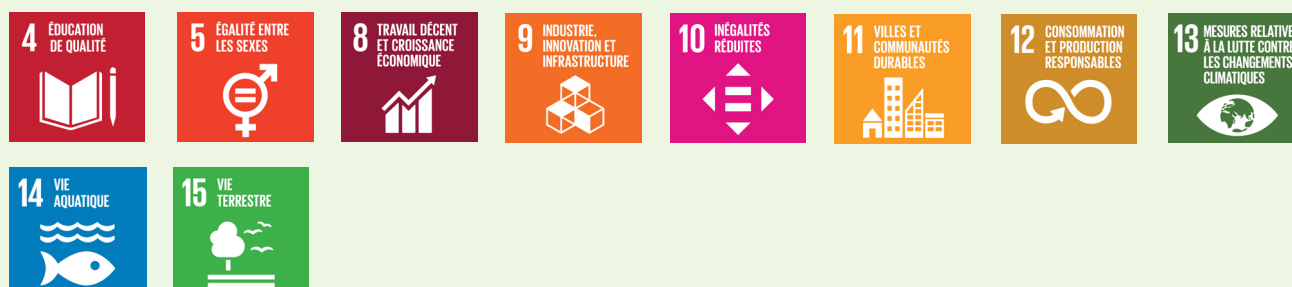 4 ÉDUCATION
DE QUALITÉ
5 ÉGALITÉ ENTRE
LES SEXES
8 TRAVAIL DÉCENT
ET CROISSANCE
ÉCONOMIQUE
9 INDUSTRIE,
INNOVATION ET
INFRASTRUCTURE
10 INÉGALITÉS
RÉDUITES
11 VILLES ET
COMMUNAUTÉS
DURABLES
12 CONSOMMATION
ET PRODUCTION
RESPONSABLES
13 MESURES RELATIVE
À LA LUTTE CONTRE
LES CHANGEMENTS
CLIMATIQUES
14 VIE
AQUATIQUE
15 VIE
TERRESTRE